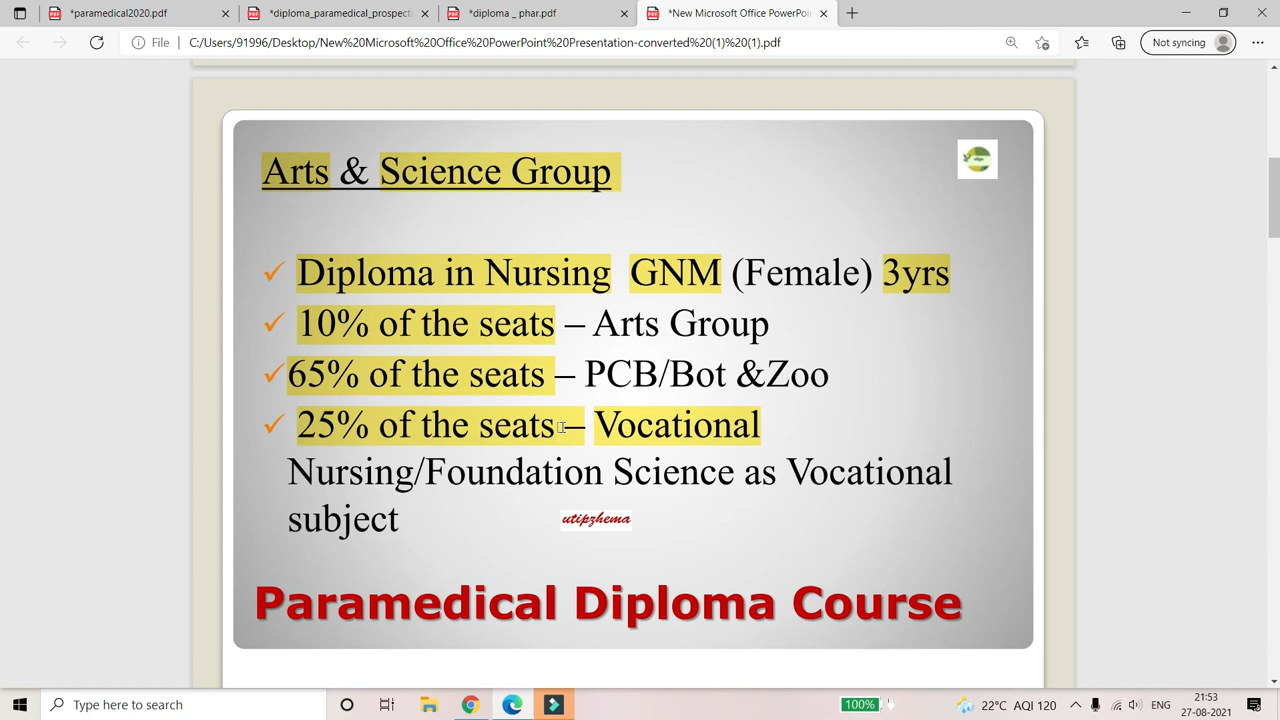 *paramedical2020.pdf
*diploma_paramedical_prospect
*diploma _ phar.pdf
*New Microsoft Office PowerPoin
File
C:/Users/91996/Desktop/New%20Microsoft%20Office%20PowerPoint%20Presentation-converted%20(1)%20(1).pdf
Not syncing
Arts & Science Group
Diploma in Nursing GNM (Female) 3yrs
10% of the seats – Arts Group
65% of the seats – PCB/Bot &Zoo
25% of the seats – Vocational
Nursing/Foundation Science as Vocational
subject
utipzhema
Paramedical Diploma Course
Type here to search
100%
22°C AQI 120
ENG
21:53
27-08-2021